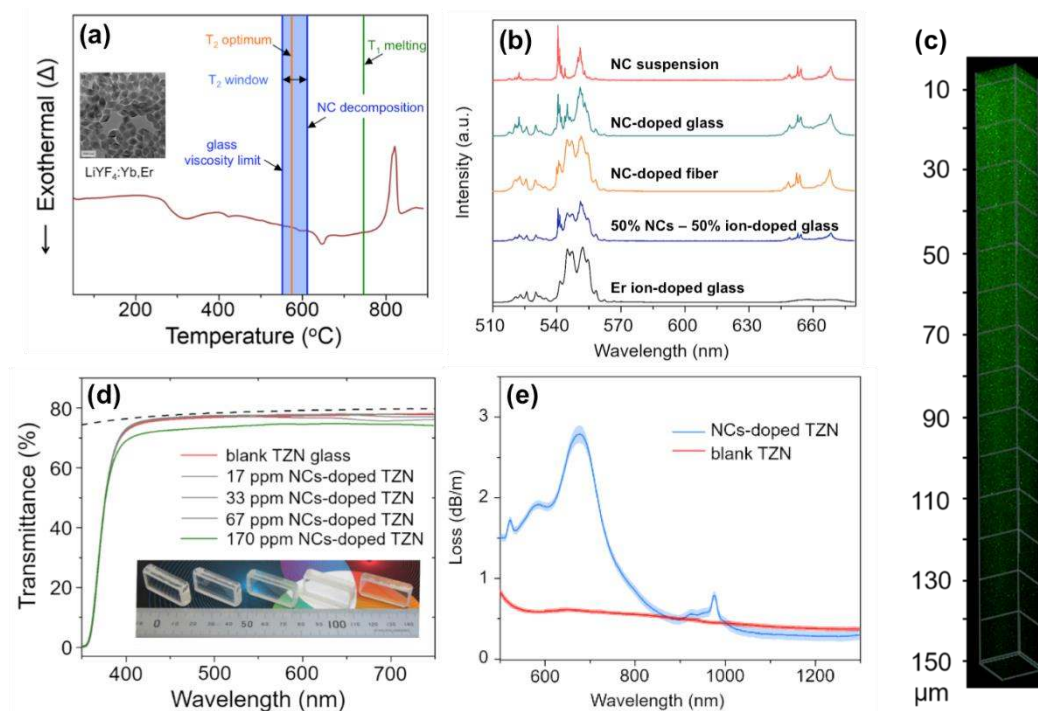 (a)
T₂ optimum
T₁ melting
T₂ window
NC decomposition
glass
viscosity limit
LiYF₄:Yb,Er
← Exothermal (Δ)
0 200 400 600 800
Temperature (°C)
(b)
NC suspension
NC-doped glass
NC-doped fiber
50% NCs – 50% ion-doped glass
Er ion-doped glass
Intensity (a.u.)
510 540 570 600 630 660
Wavelength (nm)
(c)
10
30
50
70
90
110
130
150
μm
(d)
80
60
40
20
0
Transmittance (%)
blank TZN glass
17 ppm NCs-doped TZN
33 ppm NCs-doped TZN
67 ppm NCs-doped TZN
170 ppm NCs-doped TZN
0 50 100
400 500 600 700
Wavelength (nm)
(e)
3
2
1
0
Loss (dB/m)
NCs-doped TZN
blank TZN
600 800 1000 1200
Wavelength (nm)